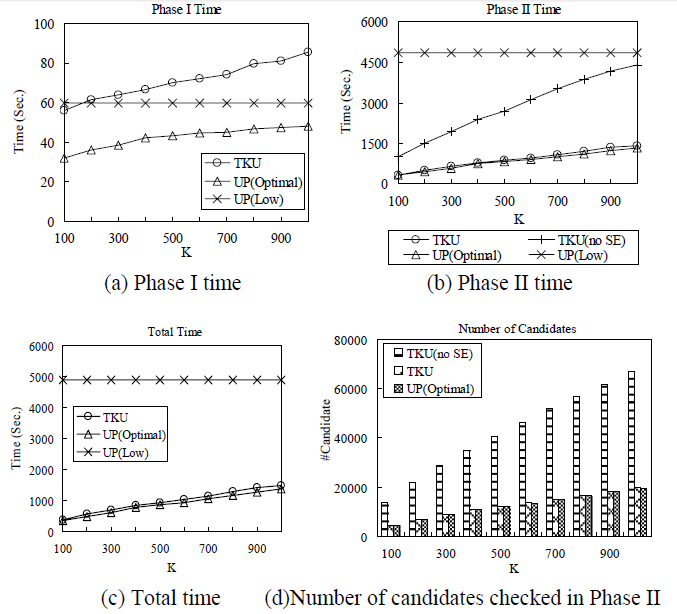 Phase I Time
100
80
60
40
20
0
Time (Sec.)
TKU
UP(Optimal)
UP(Low)
100 300 500 700 900
K
(a) Phase I time
Phase II Time
6000
4500
3000
1500
0
Time (Sec.)
100 300 500 700 900
K
TKU TKU(no SE)
UP(Optimal) UP(Low)
(b) Phase II time
Total Time
6000
5000
4000
3000
2000
1000
0
Time (Sec.)
TKU
UP(Optimal)
UP(Low)
100 300 500 700 900
K
(c) Total time
Number of Candidates
80000
60000
40000
20000
0
#Candidate
TKU(no SE)
TKU
UP(Optimal)
100 300 500 700 900
K
(d)Number of candidates checked in Phase II